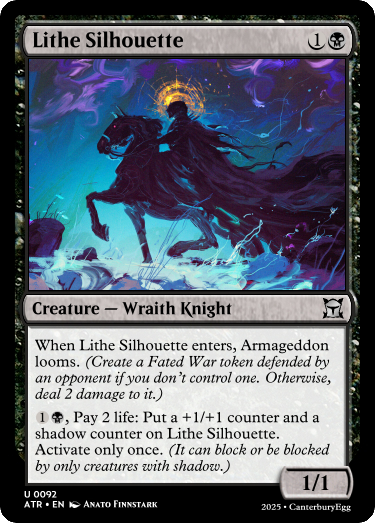 Lithe Silhouette 1
Creature — Wraith Knight
When Lithe Silhouette enters, Armageddon
looms. (Create a Fated War token defended by
an opponent if you don't control one. Otherwise,
deal 2 damage to it.)
1, Pay 2 life: Put a +1/+1 counter and a
shadow counter on Lithe Silhouette.
Activate only once. (It can block or be blocked
by only creatures with shadow.)
1/1
U 0092
ATR • EN Anato Finnstark
2025 • CanterburyEgg